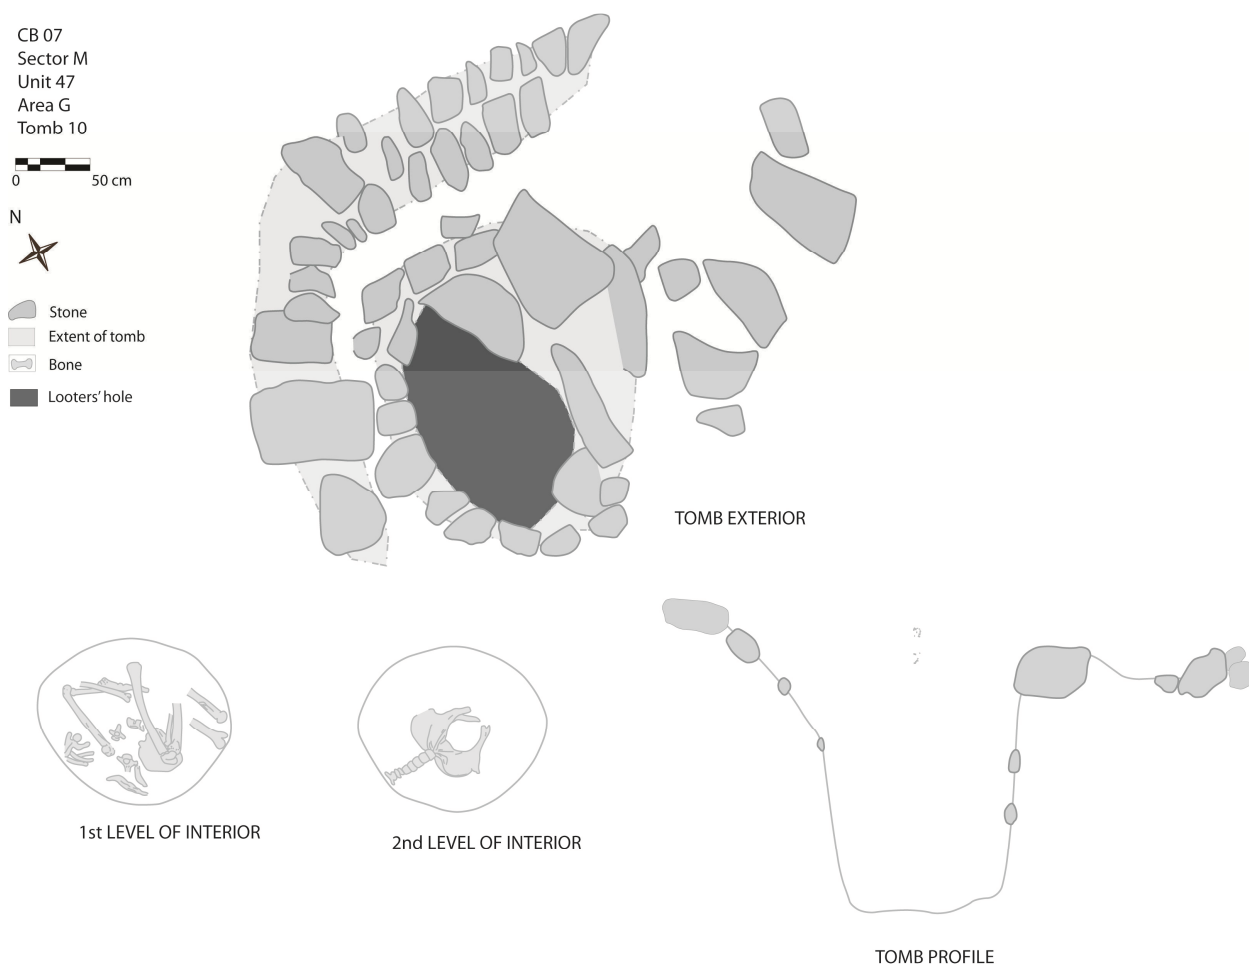 CB 07
Sector M
Unit 47
Area G
Tomb 10
0 50 cm
N
Stone
Extent of tomb
Bone
Looters' hole
TOMB EXTERIOR
1st LEVEL OF INTERIOR
2nd LEVEL OF INTERIOR
TOMB PROFILE